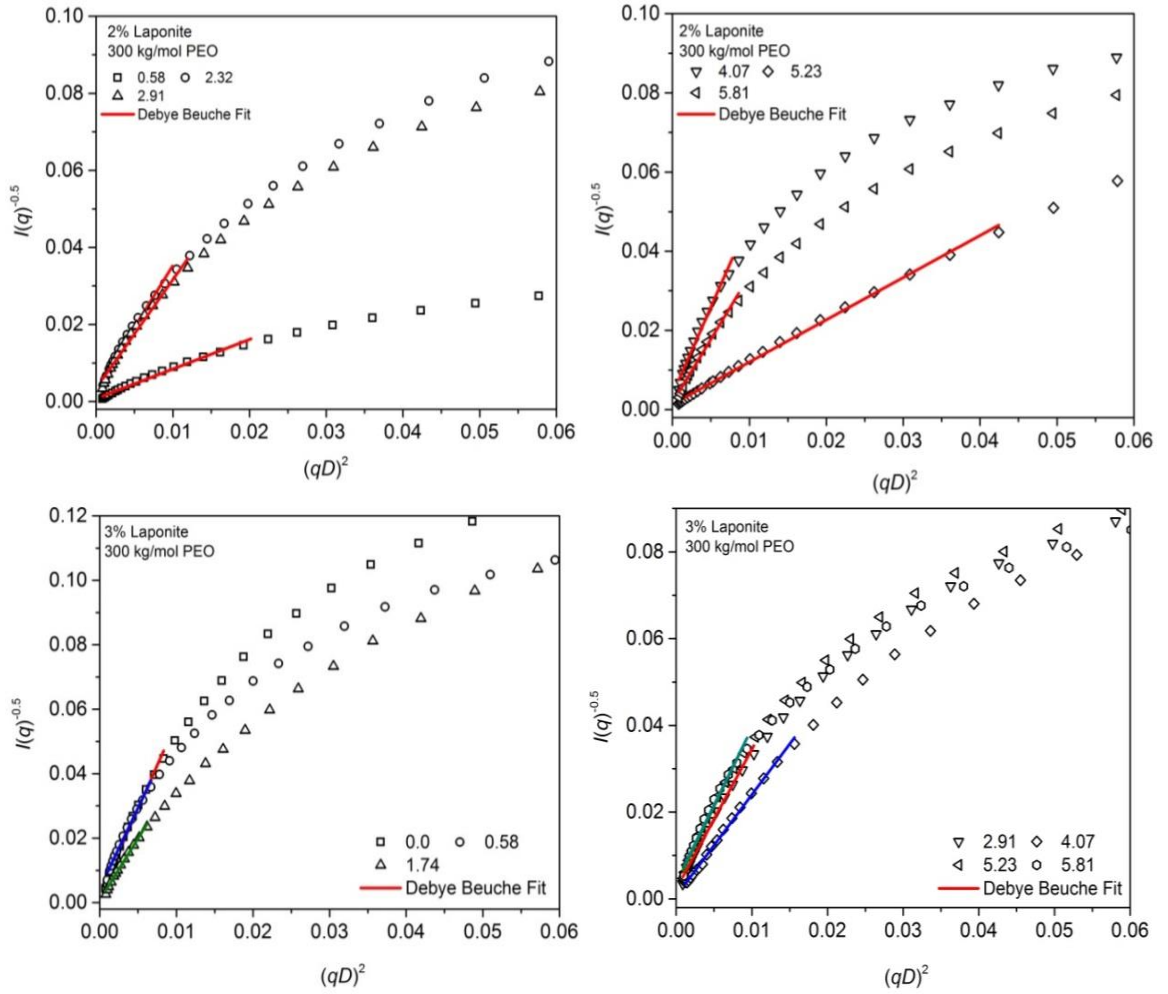 0.10
0.08
0.06
0.04
0.02
0.00
I(q)^-0.5
2% Laponite
300 kg/mol PEO
0.58 2.32
2.91
Debye Beuche Fit
0.00 0.01 0.02 0.03 0.04 0.05 0.06
(qD)^2
0.10
0.08
0.06
0.04
0.02
0.00
I(q)^-0.5
2% Laponite
300 kg/mol PEO
4.07 5.23
5.81
Debye Beuche Fit
0.00 0.01 0.02 0.03 0.04 0.05 0.06
(qD)^2
0.12
0.10
0.08
0.06
0.04
0.02
0.00
I(q)^-0.5
3% Laponite
300 kg/mol PEO
0.0 0.58
1.74
Debye Beuche Fit
0.00 0.01 0.02 0.03 0.04 0.05 0.06
(qD)^2
0.08
0.06
0.04
0.02
0.00
I(q)^-0.5
3% Laponite
300 kg/mol PEO
2.91 4.07
5.23 5.81
Debye Beuche Fit
0.00 0.01 0.02 0.03 0.04 0.05 0.06
(qD)^2